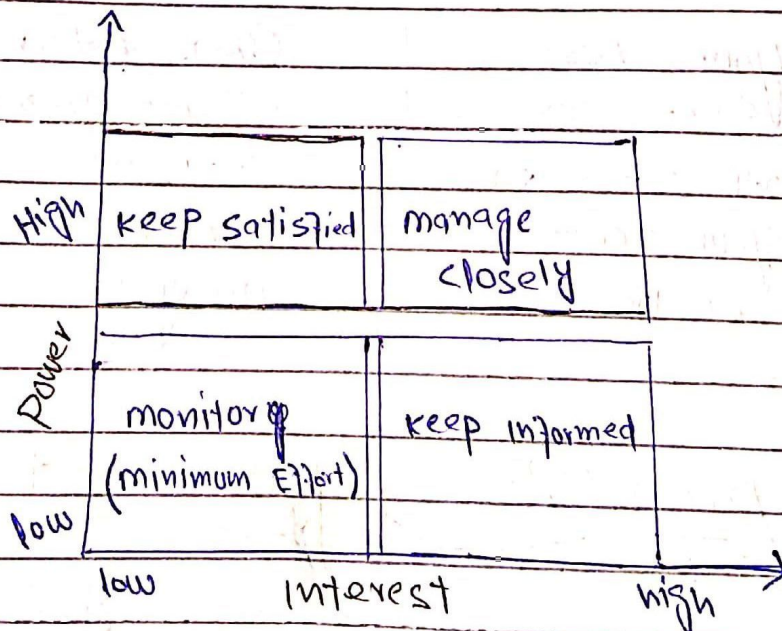 High
Keep satisfied
manage
closely
Power
monitor
(minimum Effort)
Keep Informed
low
low
Interest
high